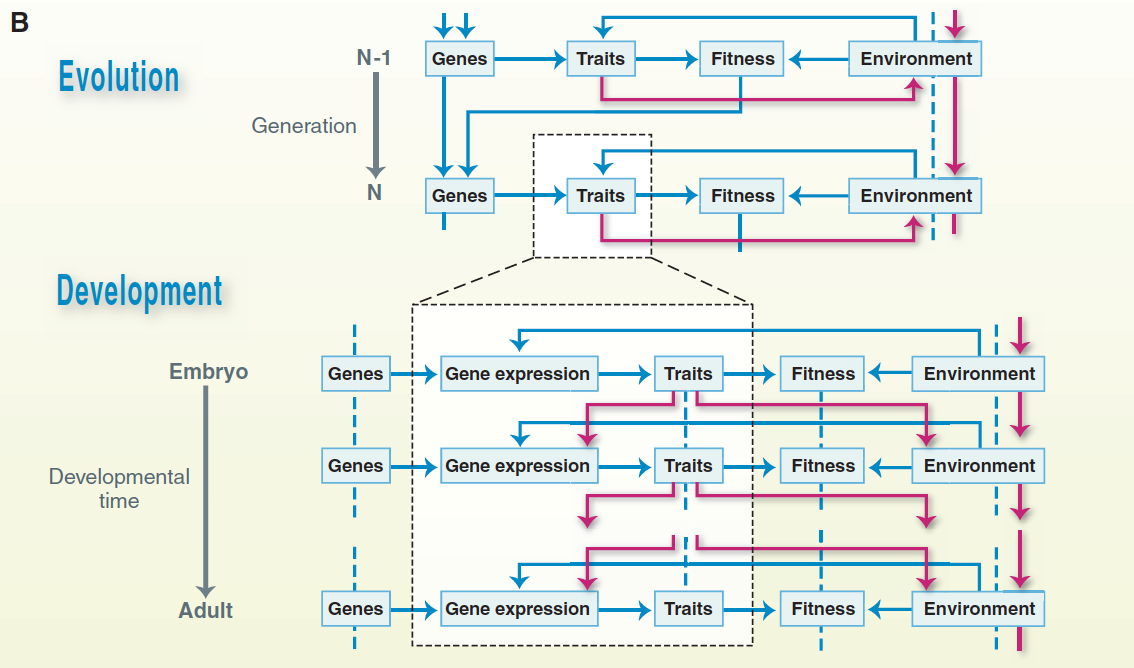 B
Evolution
N-1
Generation
N
Genes
Traits
Fitness
Environment
Genes
Traits
Fitness
Environment
Development
Embryo
Developmental
time
Adult
Genes
Gene expression
Traits
Fitness
Environment
Genes
Gene expression
Traits
Fitness
Environment
Genes
Gene expression
Traits
Fitness
Environment